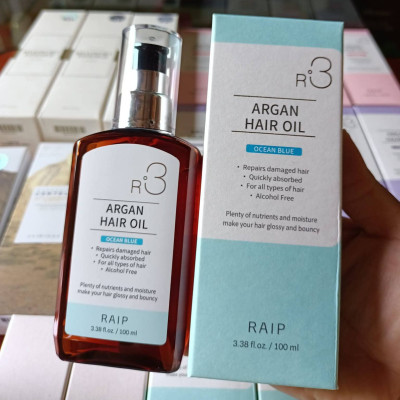 R3
ARGAN
HAIR OIL
OCEAN BLUE
• Repairs damaged hair
• Quickly absorbed
• For all types of hair
• Alcohol Free
Plenty of nutrients and moisture
make your hair glossy and bouncy
RAIP
3.38 fl.oz. / 100 ml
R3
ARGAN
HAIR OIL
OCEAN BLUE
• Repairs damaged hair
• Quickly absorbed
• For all types of hair
• Alcohol Free
Plenty of nutrients and moisture
make your hair glossy and bouncy
RAIP
3.38 fl.oz. / 100 ml